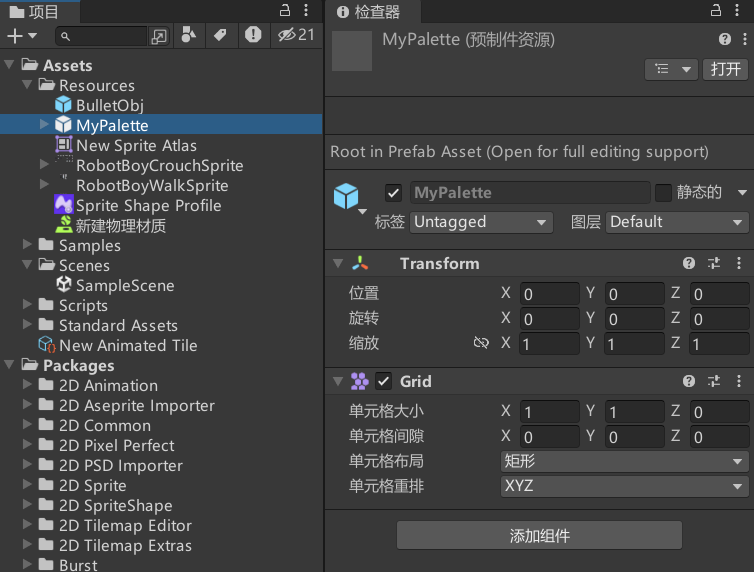 项目
21
Assets
Resources
BulletObj
MyPalette
New Sprite Atlas
RobotBoyCrouchSprite
RobotBoyWalkSprite
Sprite Shape Profile
新建物理材质
Samples
Scenes
SampleScene
Scripts
Standard Assets
New Animated Tile
Packages
2D Animation
2D Aseprite Importer
2D Common
2D Pixel Perfect
2D PSD Importer
2D Sprite
2D SpriteShape
2D Tilemap Editor
2D Tilemap Extras
Burst
检查器
MyPalette (预制件资源)
打开
Root in Prefab Asset (Open for full editing support)
MyPalette 静态的
标签 Untagged 图层 Default
Transform
位置 X 0 Y 0 Z 0
旋转 X 0 Y 0 Z 0
缩放 X 1 Y 1 Z 1
Grid
单元格大小 X 1 Y 1 Z 0
单元格间隙 X 0 Y 0 Z 0
单元格布局 矩形
单元格重排 XYZ
添加组件